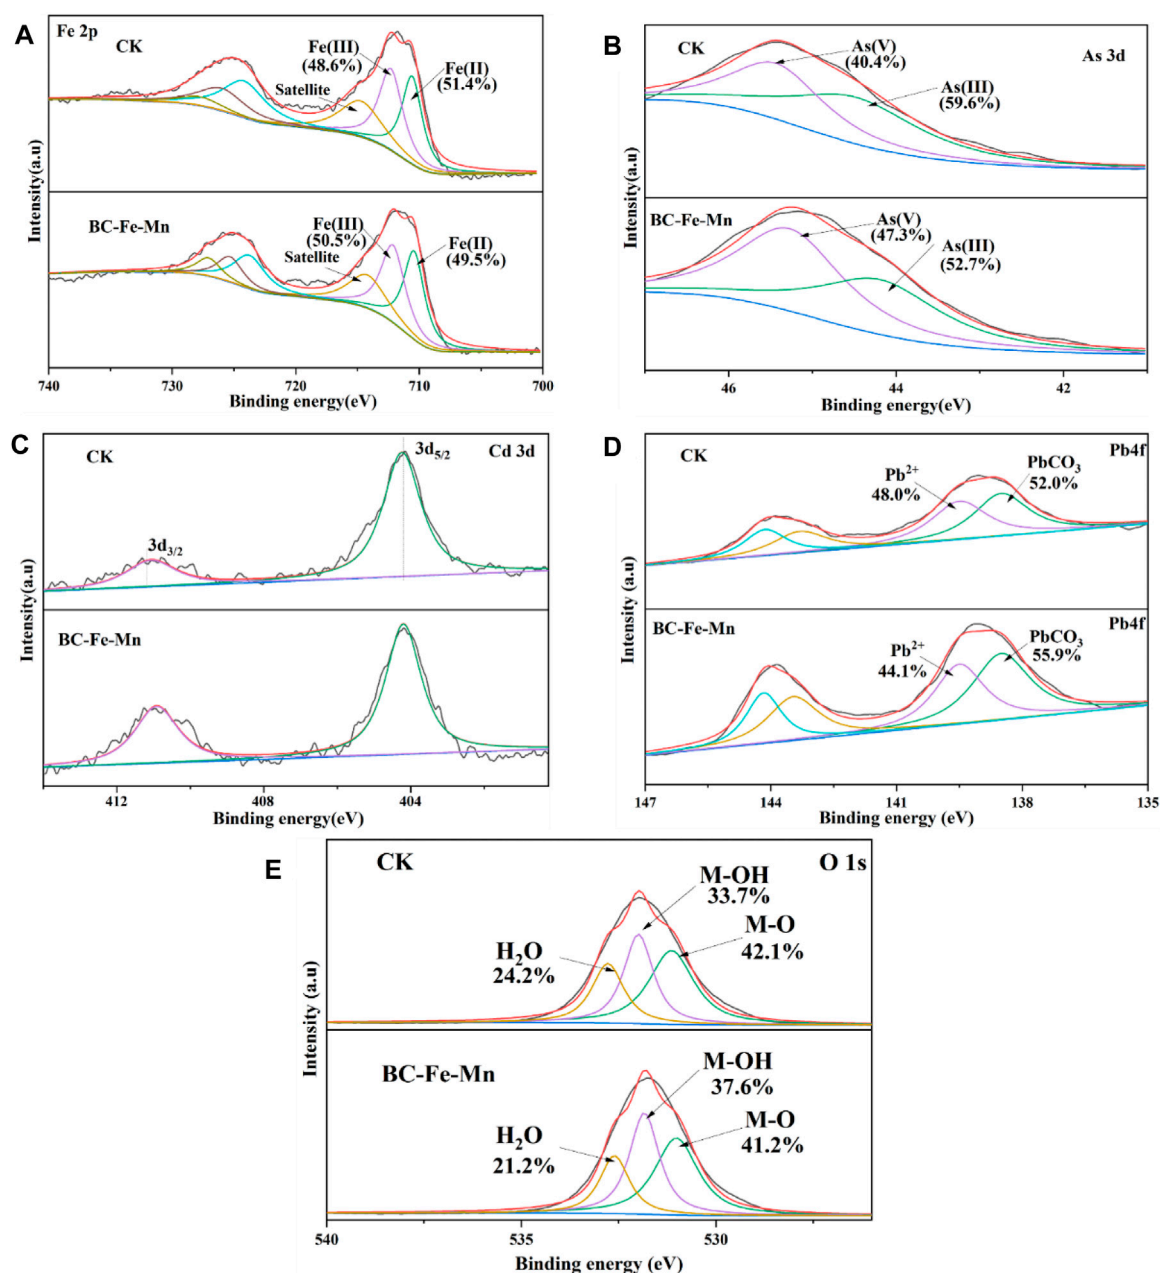 A
Fe 2p
CK
Fe(III)
(48.6%)
Fe(II)
(51.4%)
Satellite
BC-Fe-Mn
Fe(III)
(50.5%)
Satellite
Fe(II)
(49.5%)
Intensity(a.u)
740 730 720 710 700
Binding energy(eV)
B
CK
As 3d
As(V)
(40.4%)
As(III)
(59.6%)
BC-Fe-Mn
As(V)
(47.3%)
As(III)
(52.7%)
Intensity(a.u)
46 44 42
Binding energy(eV)
C
CK
Cd 3d
3d5/2
3d3/2
BC-Fe-Mn
Intensity(a.u)
412 408 404
Binding energy(eV)
D
CK
Pb4f
Pb2+
48.0%
PbCO3
52.0%
BC-Fe-Mn
Pb4f
Pb2+
44.1%
PbCO3
55.9%
Intensity (a.u)
147 144 141 138 135
Binding energy (eV)
E
CK
O 1s
M-OH
33.7%
M-O
42.1%
H2O
24.2%
BC-Fe-Mn
M-OH
37.6%
M-O
41.2%
H2O
21.2%
Intensity (a.u)
540 535 530
Binding energy (eV)